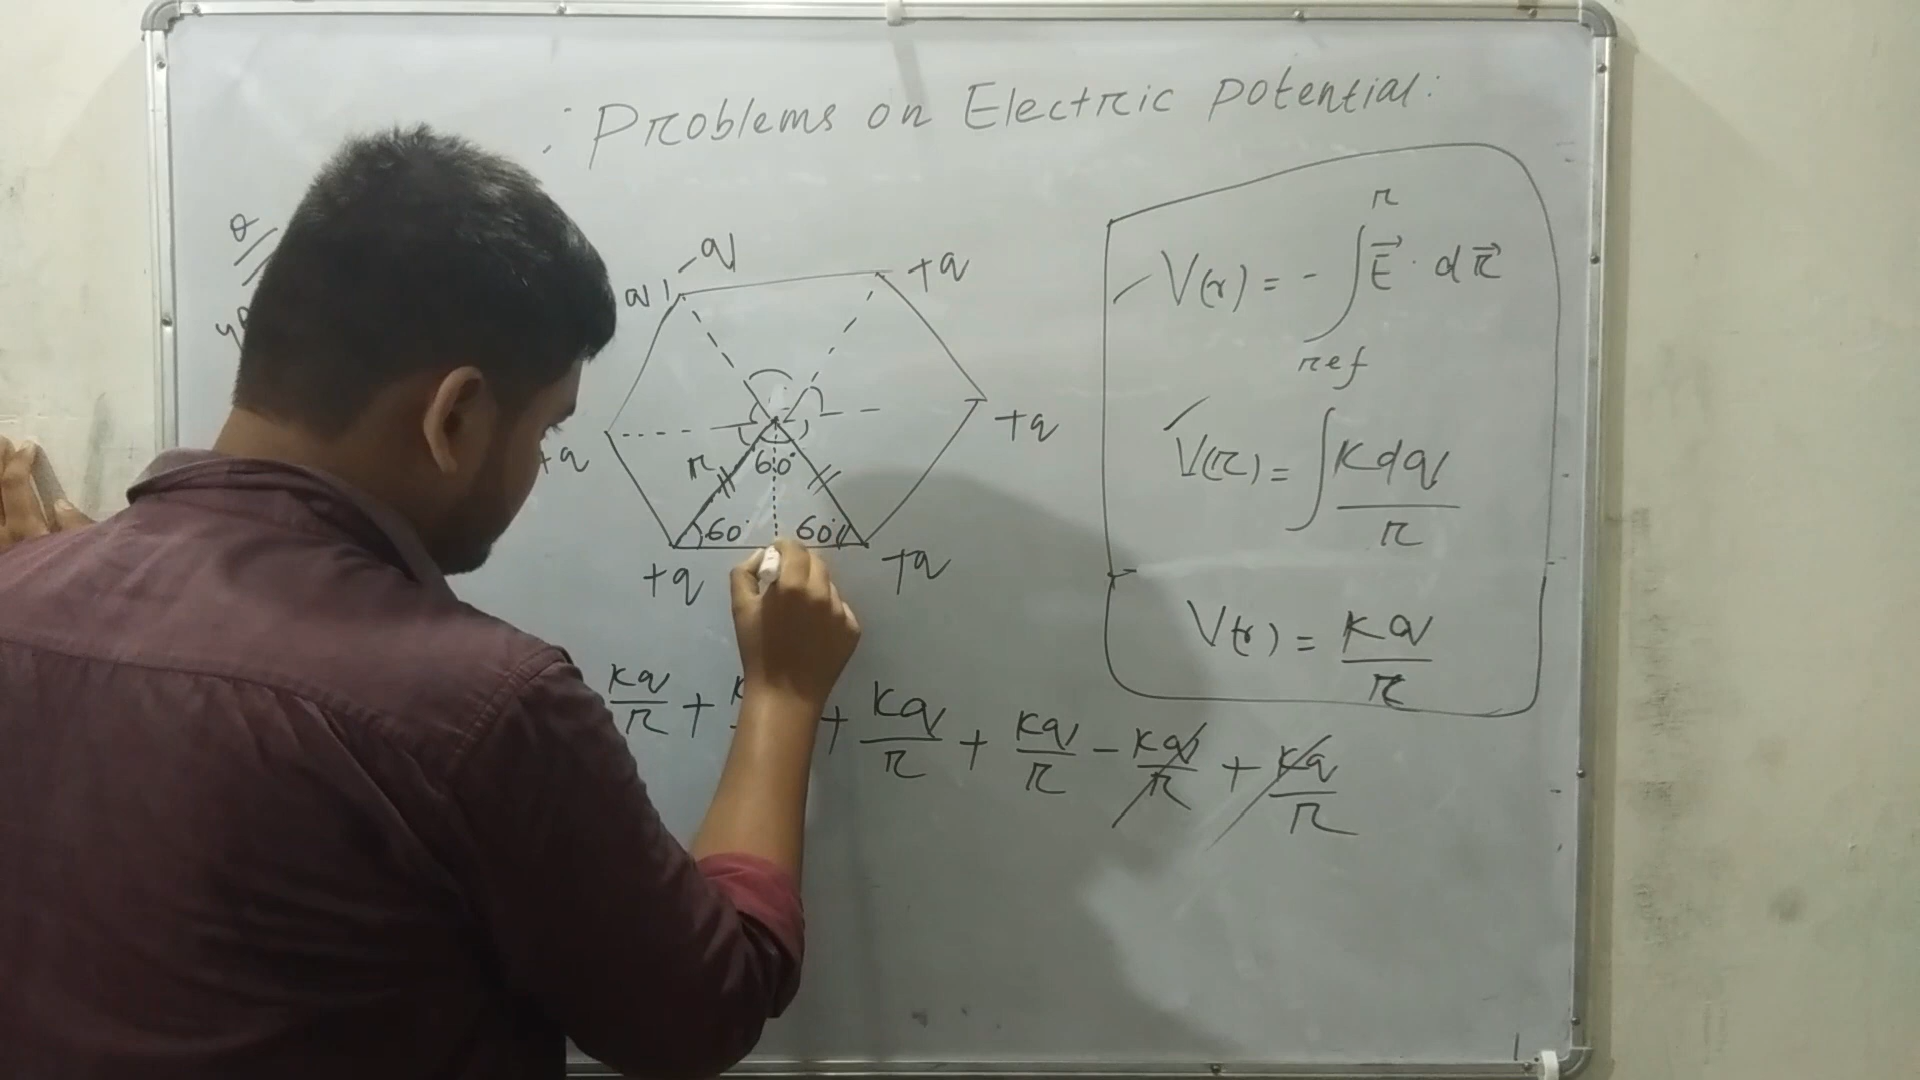 : Problems on Electric potential :
θ
-q
+q
q
+q
+q
r
60°
60°
60°
+q
+q
V(r) = - ∫ E⃗ · dr⃗
r
ref
V(r) = ∫ Kdq / r
V(r) = Kq / r
Kq/r + K + Kq/r + Kq/r - Kq/r + Kq/r